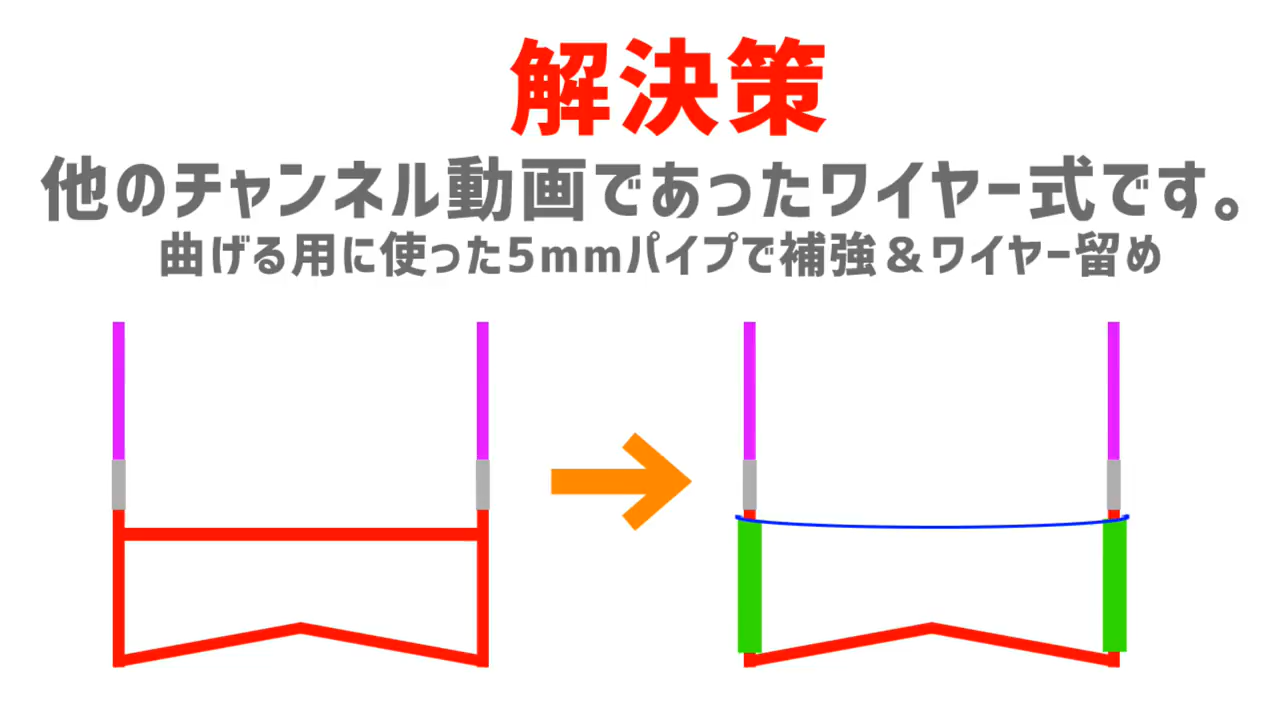 解決策
他のチャンネル動画であったワイヤー式です。
曲げる用に使った5mmパイプで補強＆ワイヤー留め